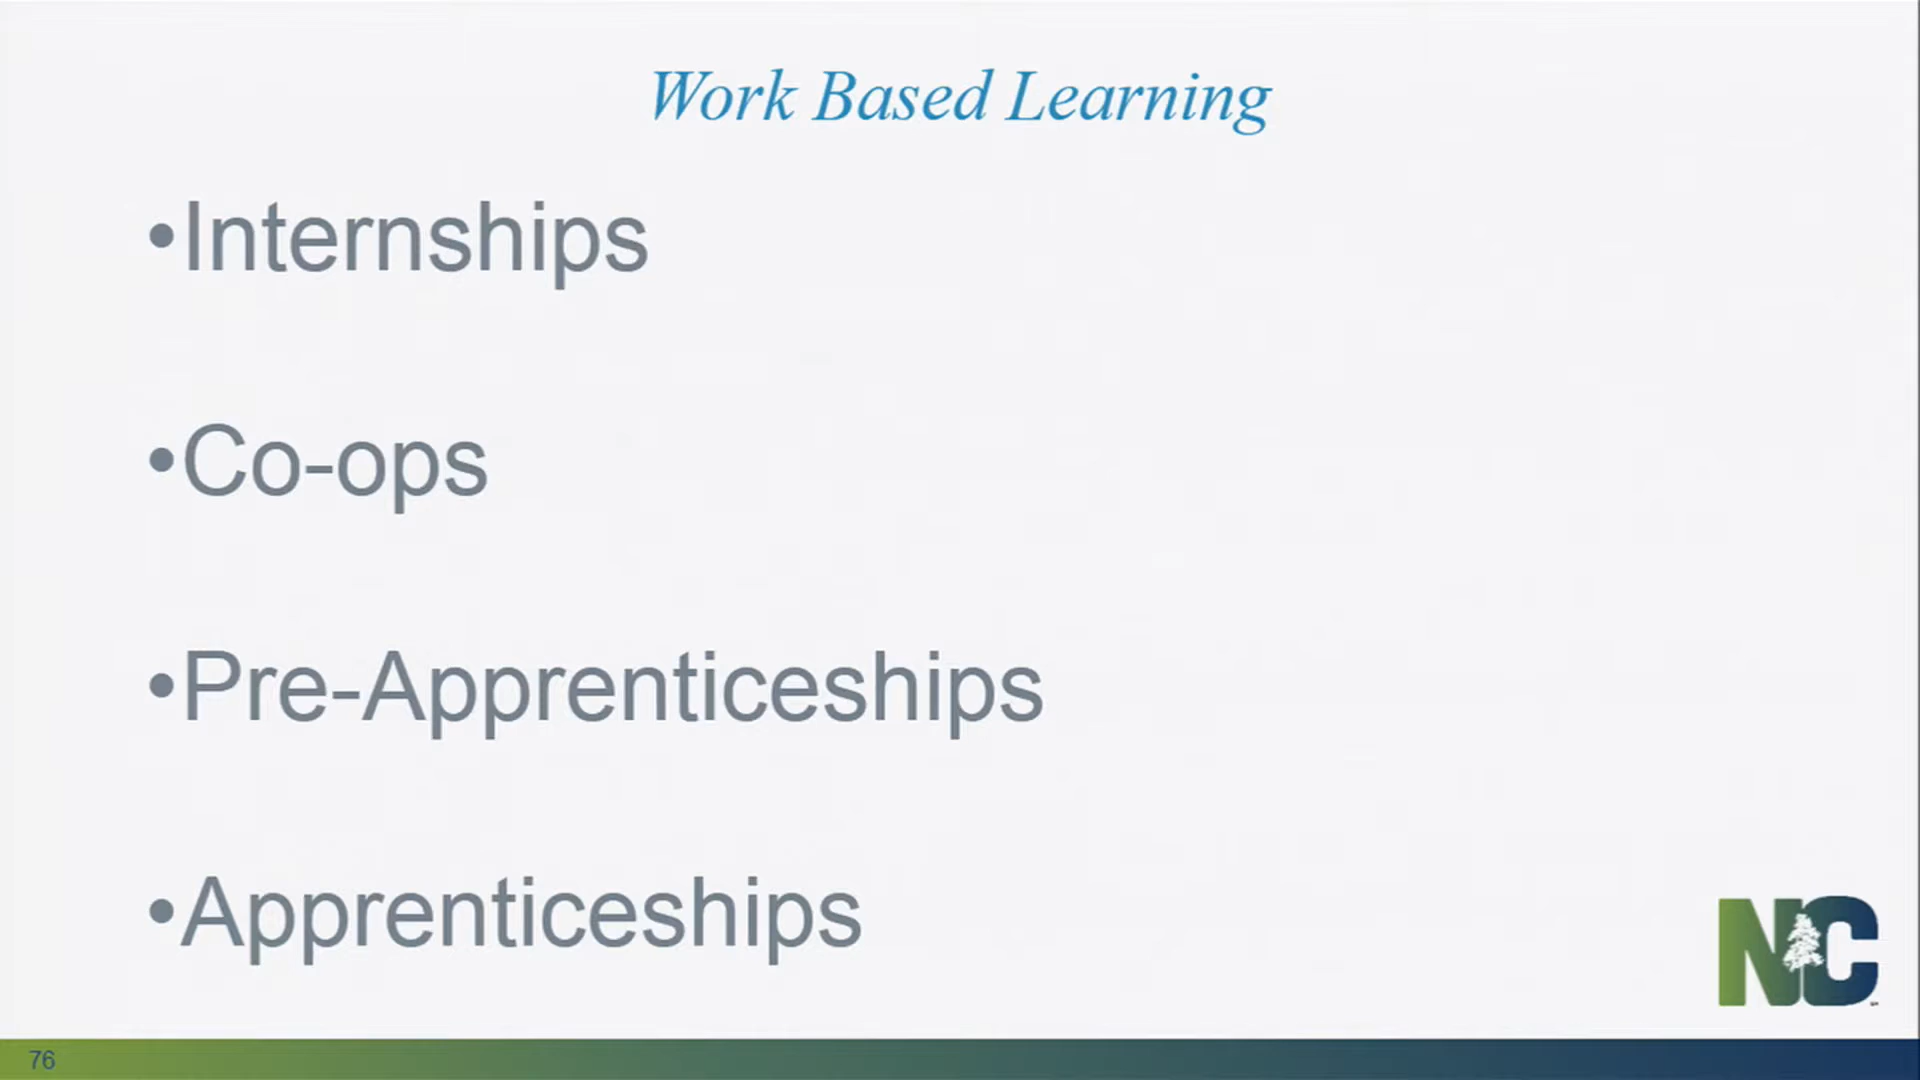 Work Based Learning
•Internships
•Co-ops
•Pre-Apprenticeships
•Apprenticeships
NC
76